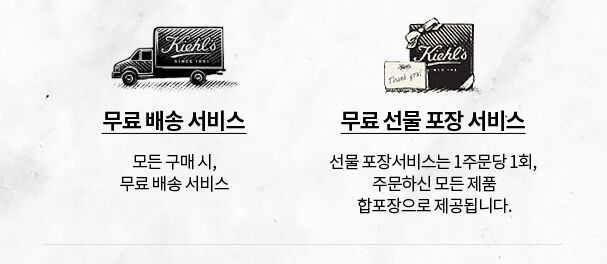 Kiehl's
SINCE 1851
Kiehl's
Thank you!
무료 배송 서비스
무료 선물 포장 서비스
모든 구매 시,
무료 배송 서비스
선물 포장서비스는 1주문당 1회,
주문하신 모든 제품
합포장으로 제공됩니다.